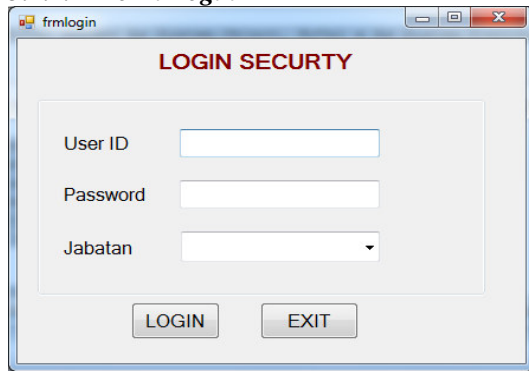 frmlogin
LOGIN SECURTY
User ID
Password
Jabatan
LOGIN EXIT